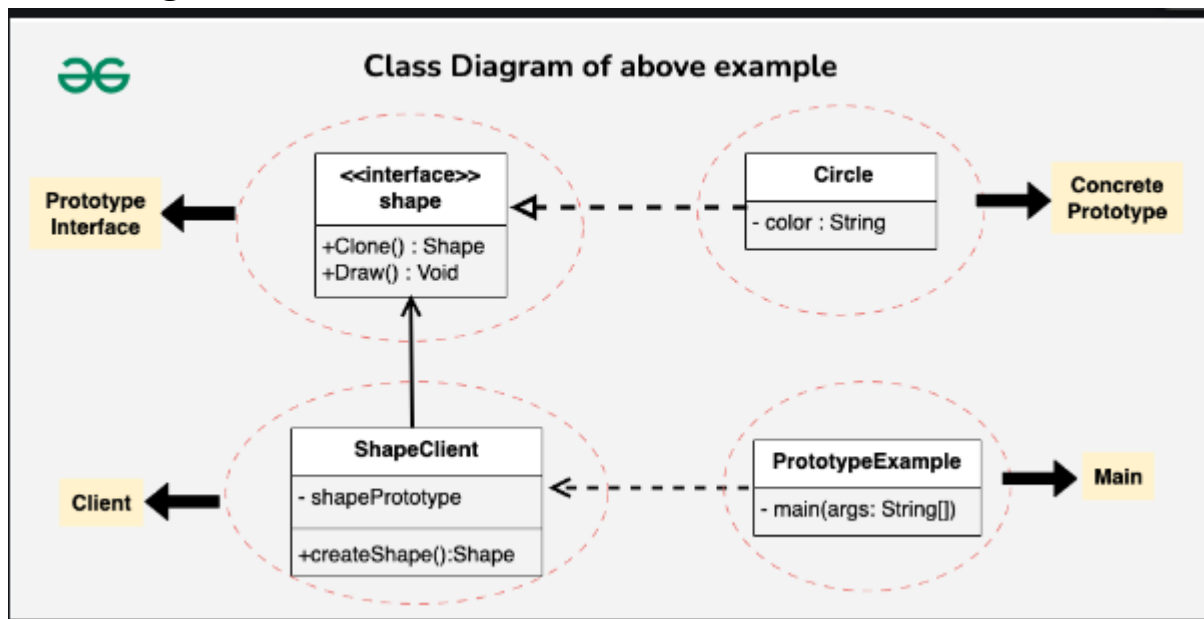 Class Diagram of above example
Prototype
Interface
<<interface>>
shape
+Clone() : Shape
+Draw() : Void
Circle
- color : String
Concrete
Prototype
Client
ShapeClient
- shapePrototype
+createShape():Shape
PrototypeExample
- main(args: String[])
Main